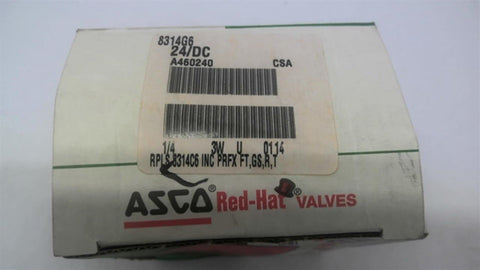 8314G6
24/DC
A460240 CSA
1/4 3W U 0114
RPLS 8314C6 INC PRFX FT,GS,R,T
ASCO® Red-Hat® VALVES